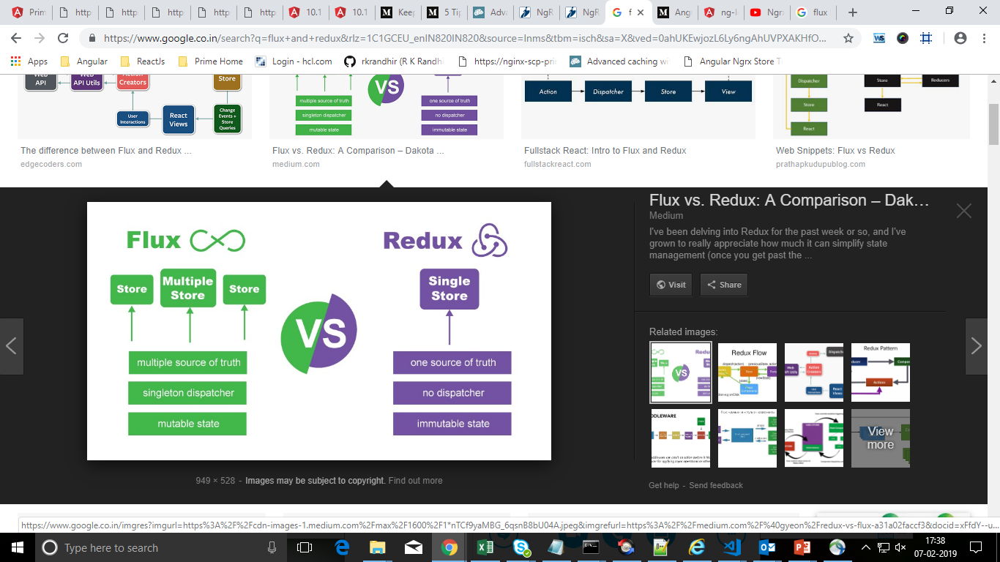 Prim
http
http
http
http
http
10.1
10.1
Keep
5 Tip
Adva
NgR
NgR
f
Ang
ng-l
Ngrx
flux
https://www.google.co.in/search?q=flux+and+redux&rlz=1C1GCEU_enIN820IN820&source=lnms&tbm=isch&sa=X&ved=0ahUKEwjozL6Ly6ngAhUVPXAKHfO...
Apps
Angular
ReactJs
Prime Home
Login - hcl.com
rkrandhir (R K Randh
https://nginx-scp-pri
Advanced caching wi
Angular Ngrx Store T
Web
API
Web
API Utils
Action
Creators
Store
User
Interactions
React
Views
Change
Events +
Store
Queries
The difference between Flux and Redux ...
edgecoders.com
VS
multiple source of truth
singleton dispatcher
mutable state
one source of truth
no dispatcher
immutable state
Flux vs. Redux: A Comparison – Dakota ...
medium.com
Action
Dispatcher
Store
View
Fullstack React: Intro to Flux and Redux
fullstackreact.com
Dispatcher
Store
React
Store
Reducers
React
Web Snippets: Flux vs Redux
prathapkudupublog.com
Flux
Redux
Store
Multiple
Store
Store
Single
Store
VS
multiple source of truth
singleton dispatcher
mutable state
one source of truth
no dispatcher
immutable state
949 × 528 - Images may be subject to copyright. Find out more
Flux vs. Redux: A Comparison – Dak...
Medium
I've been delving into Redux for the past week or so, and I've
grown to really appreciate how much it can simplify state
management (once you get past the ...
Visit
Share
Related images:
Redux Flow
Redux Pattern
View
more
Get help - Send feedback
https://www.google.co.in/imgres?imgurl=https%3A%2F%2Fcdn-images-1.medium.com%2Fmax%2F1600%2F1*nTCf9yaMBG_6qsnB8bU04A.jpeg&imgrefurl=https%3A%2F%2Fmedium.com%2F%40gyeon%2Fredux-vs-flux-a31a02faccf3&docid=xFfdY--u...
Type here to search
17:38
07-02-2019